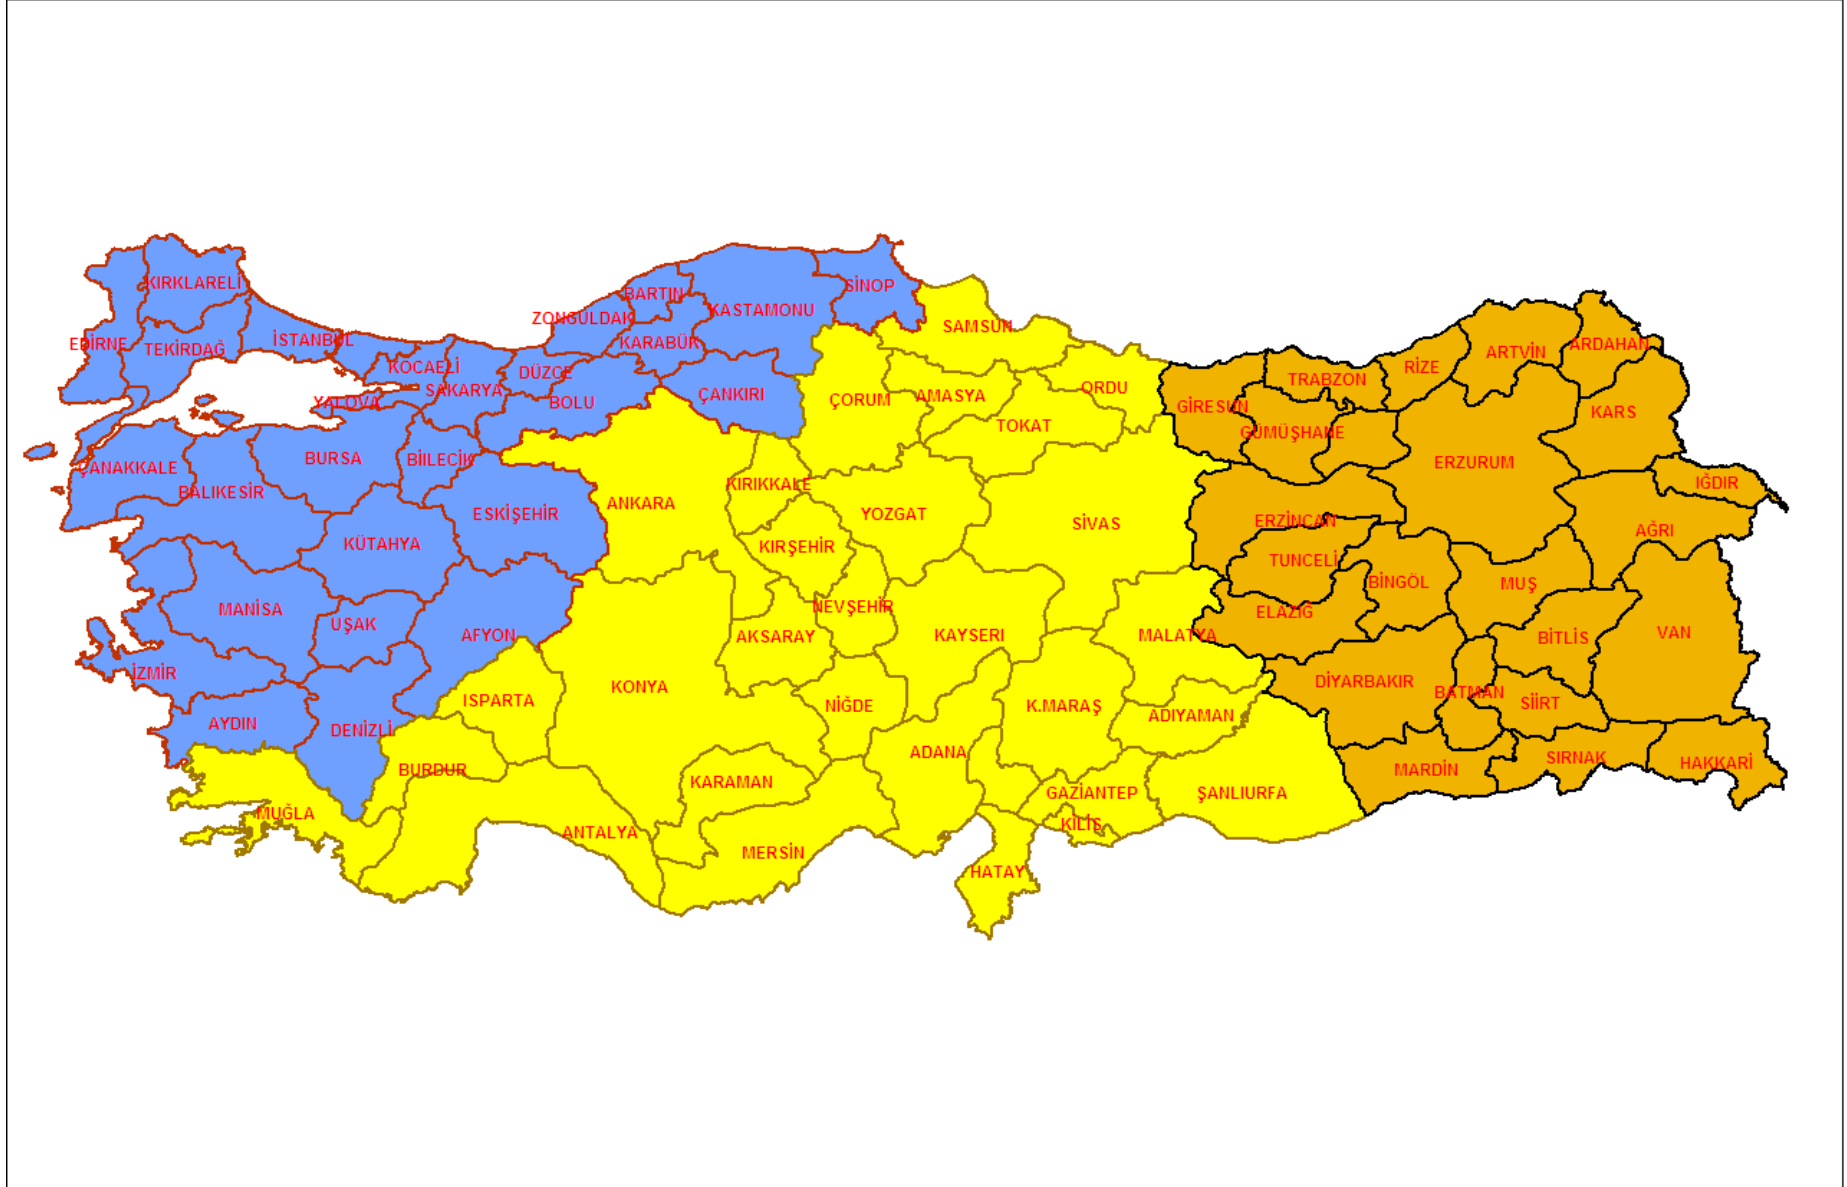 KIRKLARELİ
EDİRNE
TEKİRDAĞ
İSTANBUL
KOCAELİ
SAKARYA
YALOVA
DÜZCE
BOLU
ZONGULDAK
BARTIN
KARABÜK
KASTAMONU
SİNOP
ÇANKIRI
ÇANAKKALE
BALIKESİR
BURSA
BİILECİK
ESKİŞEHİR
KÜTAHYA
MANİSA
UŞAK
AFYON
İZMİR
AYDIN
DENİZLİ
SAMSUN
ÇORUM
AMASYA
ORDU
TOKAT
ANKARA
KIRIKKALE
YOZGAT
SİVAS
KIRŞEHİR
NEVŞEHİR
AKSARAY
KAYSERI
MALATYA
KONYA
ISPARTA
NİĞDE
K.MARAŞ
ADIYAMAN
BURDUR
KARAMAN
ADANA
GAZİANTEP
ŞANLIURFA
MUĞLA
ANTALYA
MERSİN
KİLİS
HATAY
GİRESUN
TRABZON
RİZE
ARTVİN
ARDAHAN
GÜMÜŞHANE
KARS
ERZURUM
IĞDIR
ERZİNCAN
AĞRI
TUNCELİ
BİNGÖL
MUŞ
ELAZIĞ
BİTLİS
VAN
DİYARBAKIR
BATMAN
SİİRT
MARDİN
SIRNAK
HAKKARİ